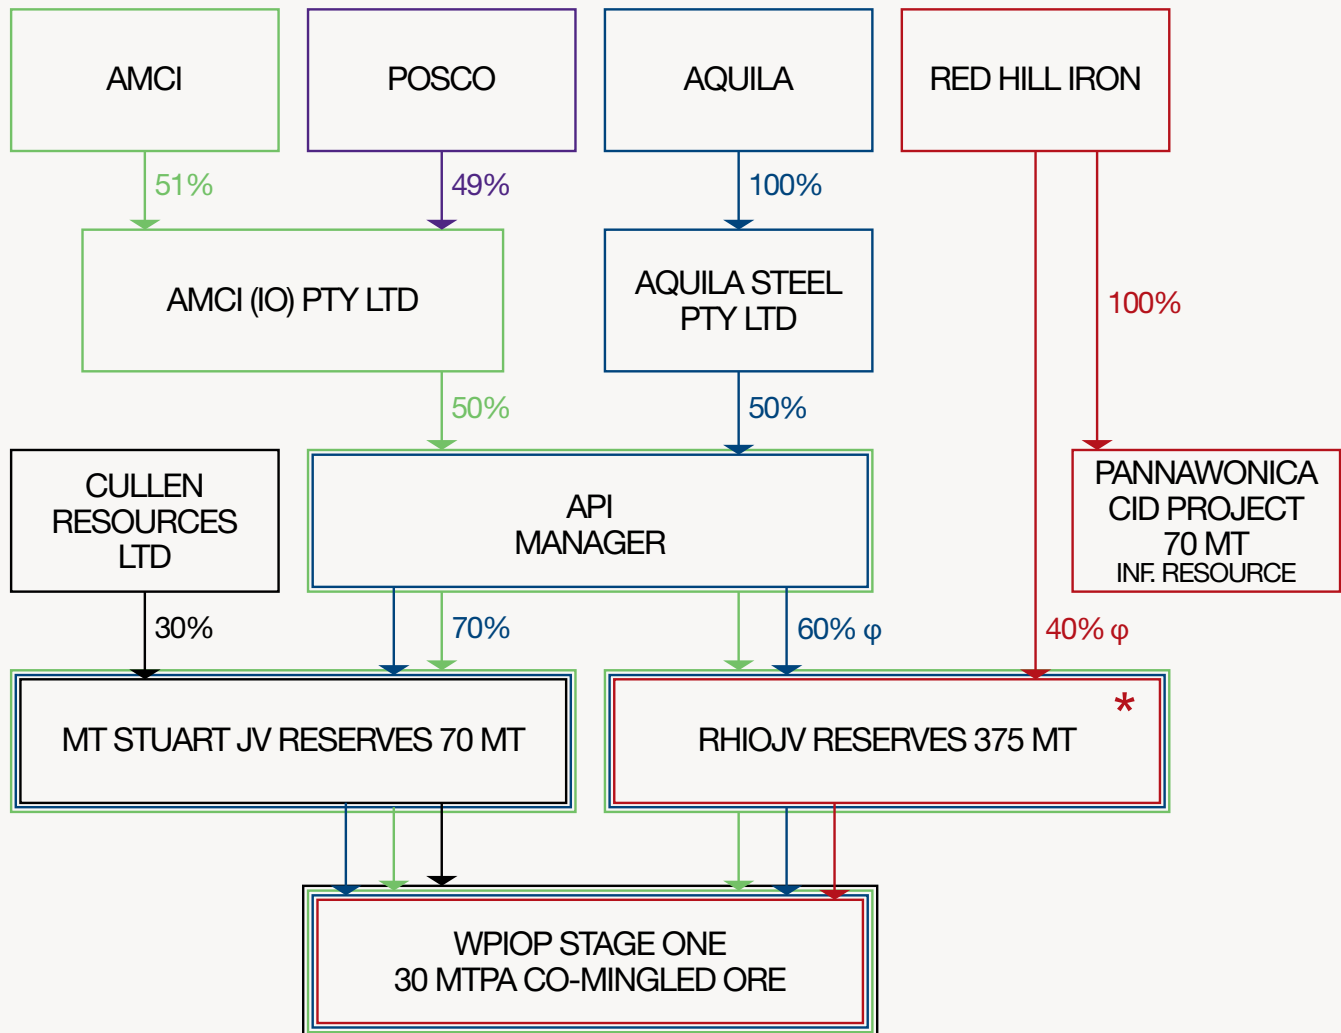 AMCI
POSCO
AQUILA
RED HILL IRON
51%
49%
100%
AMCI (IO) PTY LTD
AQUILA STEEL
PTY LTD
100%
50%
50%
CULLEN
RESOURCES
LTD
API
MANAGER
PANNAWONICA
CID PROJECT
70 MT
INF. RESOURCE
30%
70%
60% φ
40% φ
MT STUART JV RESERVES 70 MT
RHIOJV RESERVES 375 MT
*
WPIOP STAGE ONE
30 MTPA CO-MINGLED ORE